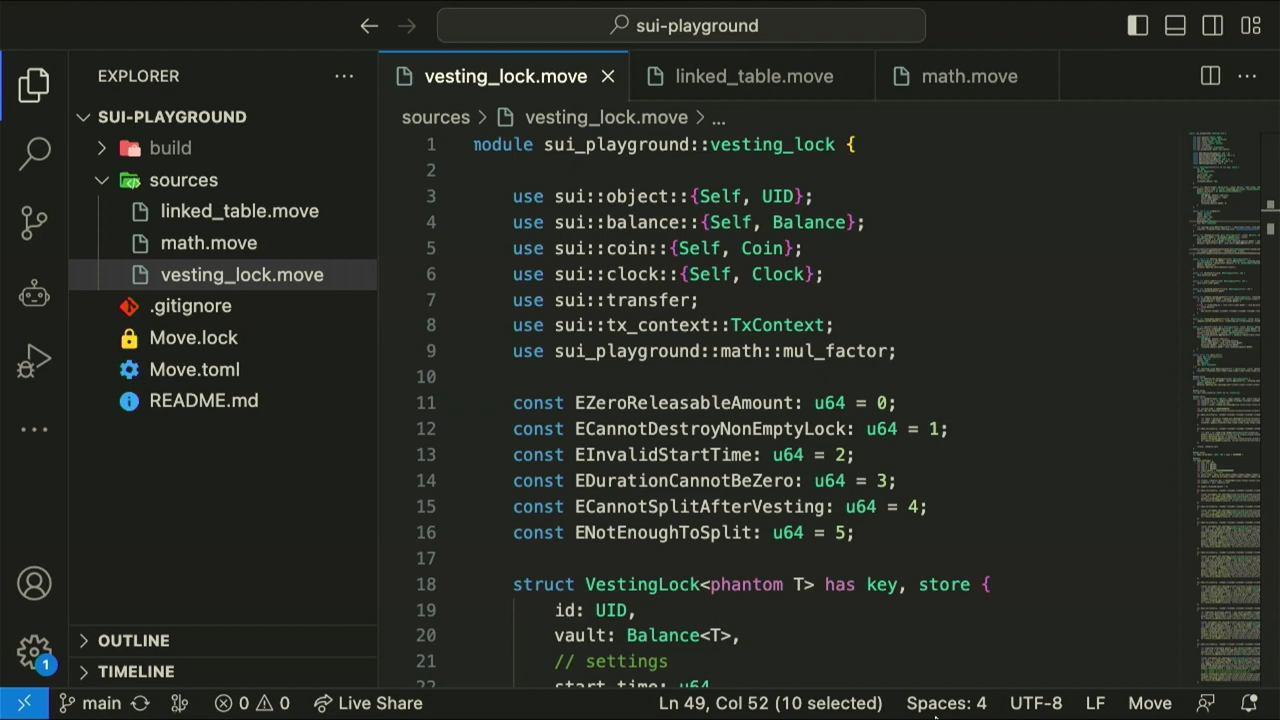 sui-playground
EXPLORER
SUI-PLAYGROUND
build
sources
linked_table.move
math.move
vesting_lock.move
.gitignore
Move.lock
Move.toml
README.md
OUTLINE
TIMELINE
vesting_lock.move
linked_table.move
math.move
sources > vesting_lock.move > ...
1 module sui_playground::vesting_lock {
2
3 use sui::object::{Self, UID};
4 use sui::balance::{Self, Balance};
5 use sui::coin::{Self, Coin};
6 use sui::clock::{Self, Clock};
7 use sui::transfer;
8 use sui::tx_context::TxContext;
9 use sui_playground::math::mul_factor;
10
11 const EZeroReleasableAmount: u64 = 0;
12 const ECannotDestroyNonEmptyLock: u64 = 1;
13 const EInvalidStartTime: u64 = 2;
14 const EDurationCannotBeZero: u64 = 3;
15 const ECannotSplitAfterVesting: u64 = 4;
16 const ENotEnoughToSplit: u64 = 5;
17
18 struct VestingLock<phantom T> has key, store {
19 id: UID,
20 vault: Balance<T>,
21 // settings
22 start_time: u64
1
main
0 0
Live Share
Ln 49, Col 52 (10 selected)
Spaces: 4
UTF-8
LF
Move